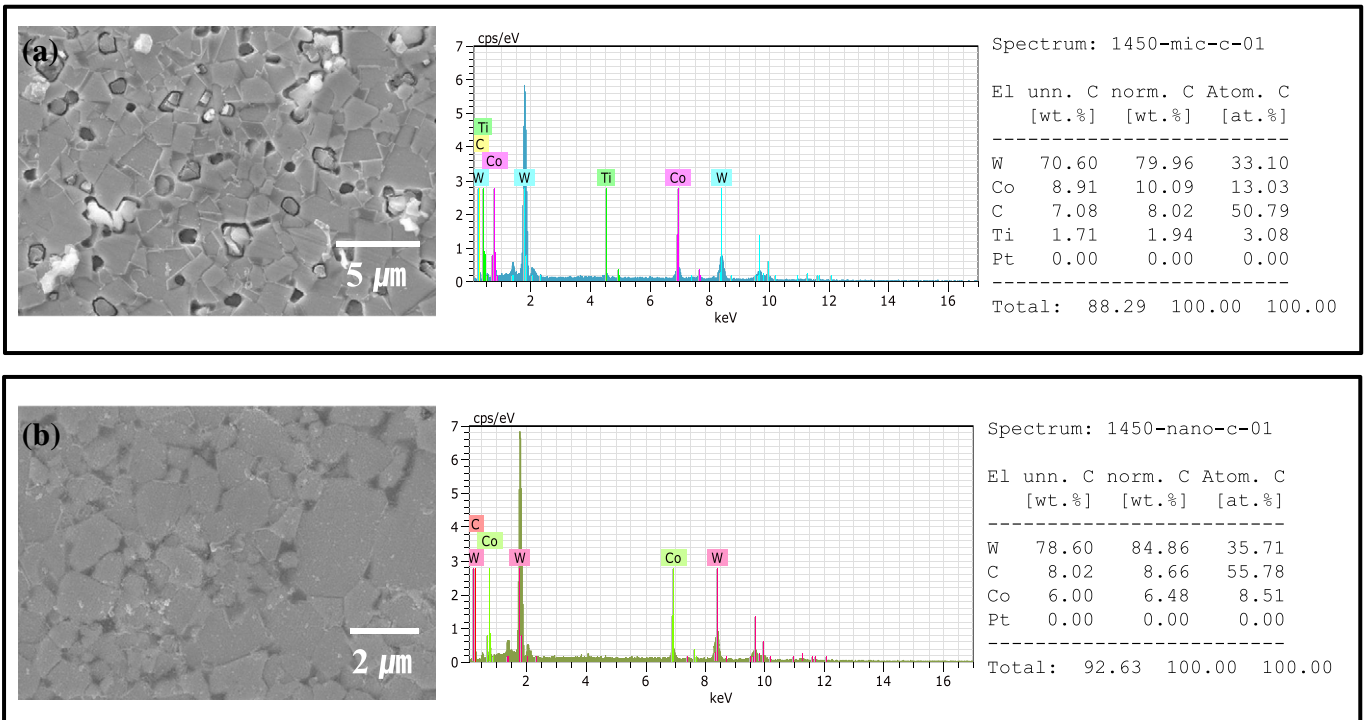 (a)
5 μm
cps/eV
7
6
5
4
3
2
1
0
Ti
C
Co
W
W
Ti
Co
W
2 4 6 8 10 12 14 16
keV
Spectrum: 1450-mic-c-01
El unn. C norm. C Atom. C
[wt.%] [wt.%] [at.%]
------------------------------
W 70.60 79.96 33.10
Co 8.91 10.09 13.03
C 7.08 8.02 50.79
Ti 1.71 1.94 3.08
Pt 0.00 0.00 0.00
------------------------------
Total: 88.29 100.00 100.00
(b)
2 μm
cps/eV
7
6
5
4
3
2
1
0
C
Co
W
W
Co
W
2 4 6 8 10 12 14 16
keV
Spectrum: 1450-nano-c-01
El unn. C norm. C Atom. C
[wt.%] [wt.%] [at.%]
------------------------------
W 78.60 84.86 35.71
C 8.02 8.66 55.78
Co 6.00 6.48 8.51
Pt 0.00 0.00 0.00
------------------------------
Total: 92.63 100.00 100.00